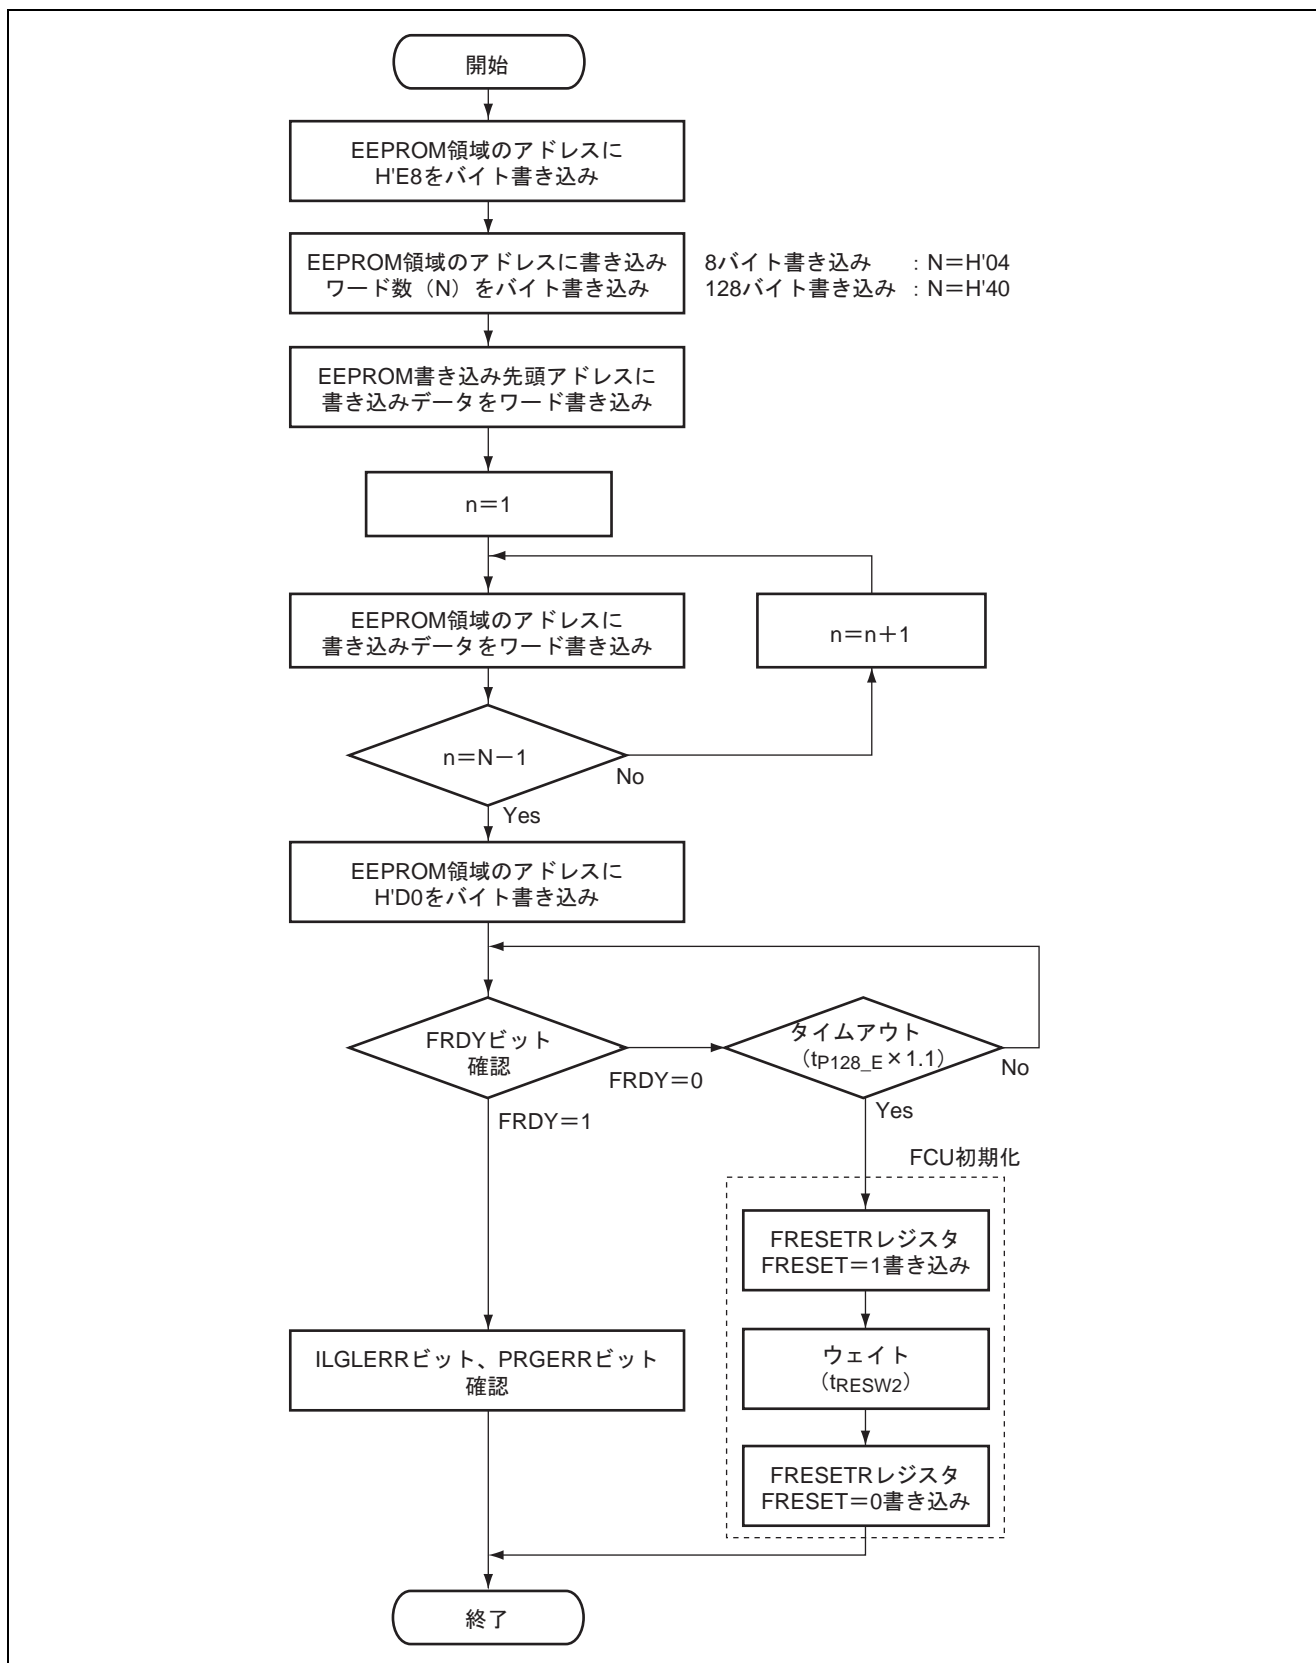 開始
EEPROM領域のアドレスに
H'E8をバイト書き込み
EEPROM領域のアドレスに書き込み
ワード数（N）をバイト書き込み
8バイト書き込み ：N＝H'04
128バイト書き込み ：N＝H'40
EEPROM書き込み先頭アドレスに
書き込みデータをワード書き込み
n＝1
EEPROM領域のアドレスに
書き込みデータをワード書き込み
n＝n＋1
n＝N－1
No
Yes
EEPROM領域のアドレスに
H'D0をバイト書き込み
FRDYビット
確認
FRDY＝0
タイムアウト
（tP128_E×1.1）
No
Yes
FRDY＝1
FCU初期化
FRESETRレジスタ
FRESET＝1書き込み
ILGLERRビット、PRGERRビット
確認
ウェイト
（tRESW2）
FRESETRレジスタ
FRESET＝0書き込み
終了